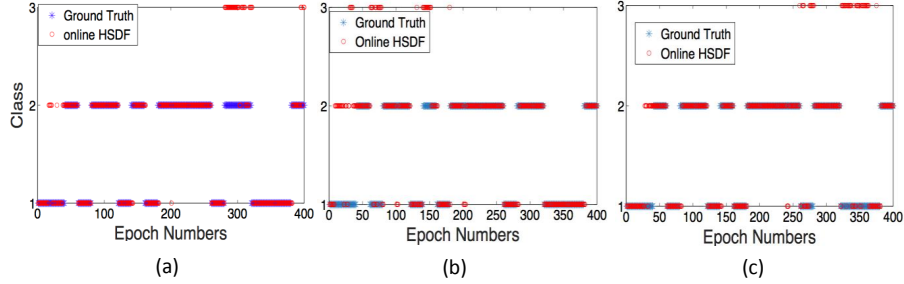 3
Ground Truth
online HSDF
2
Class
1
0 100 200 300 400
Epoch Numbers
(a)
3
Ground Truth
Online HSDF
2
1
0 50 100 150 200 250 300 350 400
Epoch Numbers
(b)
3
Ground Truth
Online HSDF
2
1
0 50 100 150 200 250 300 350 400
Epoch Numbers
(c)